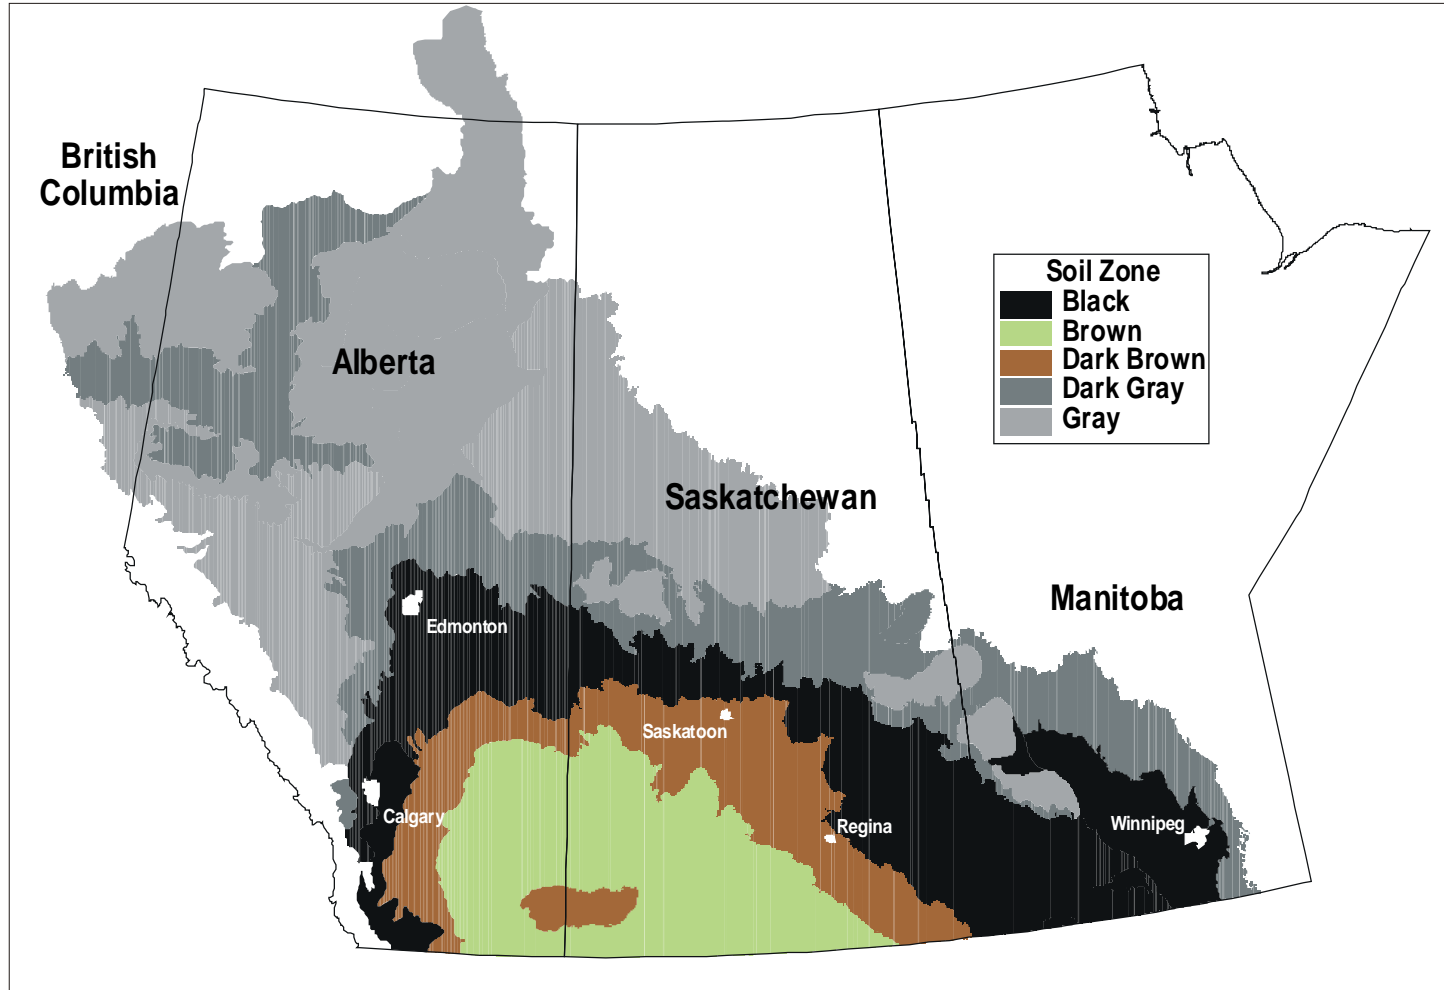 British
Columbia
Alberta
Saskatchewan
Manitoba
Soil Zone
Black
Brown
Dark Brown
Dark Gray
Gray
Edmonton
Saskatoon
Calgary
Regina
Winnipeg